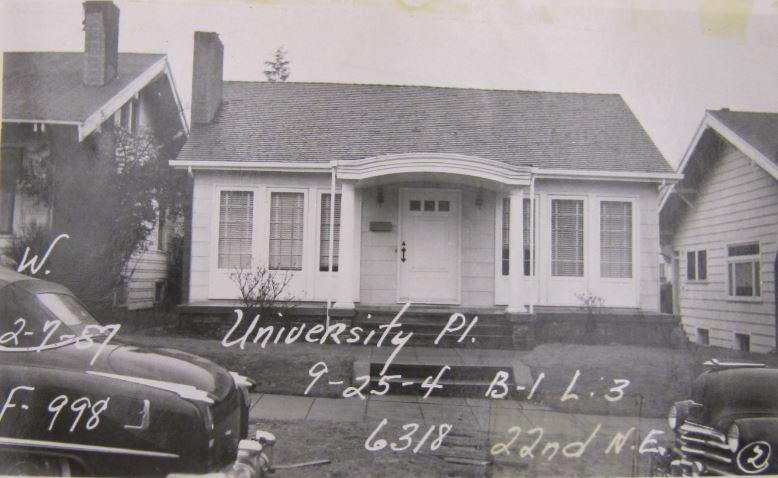 W.
2-7-57
F-998
University Pl.
9-25-4 B-1 L.3
6318 22nd N.E.
2